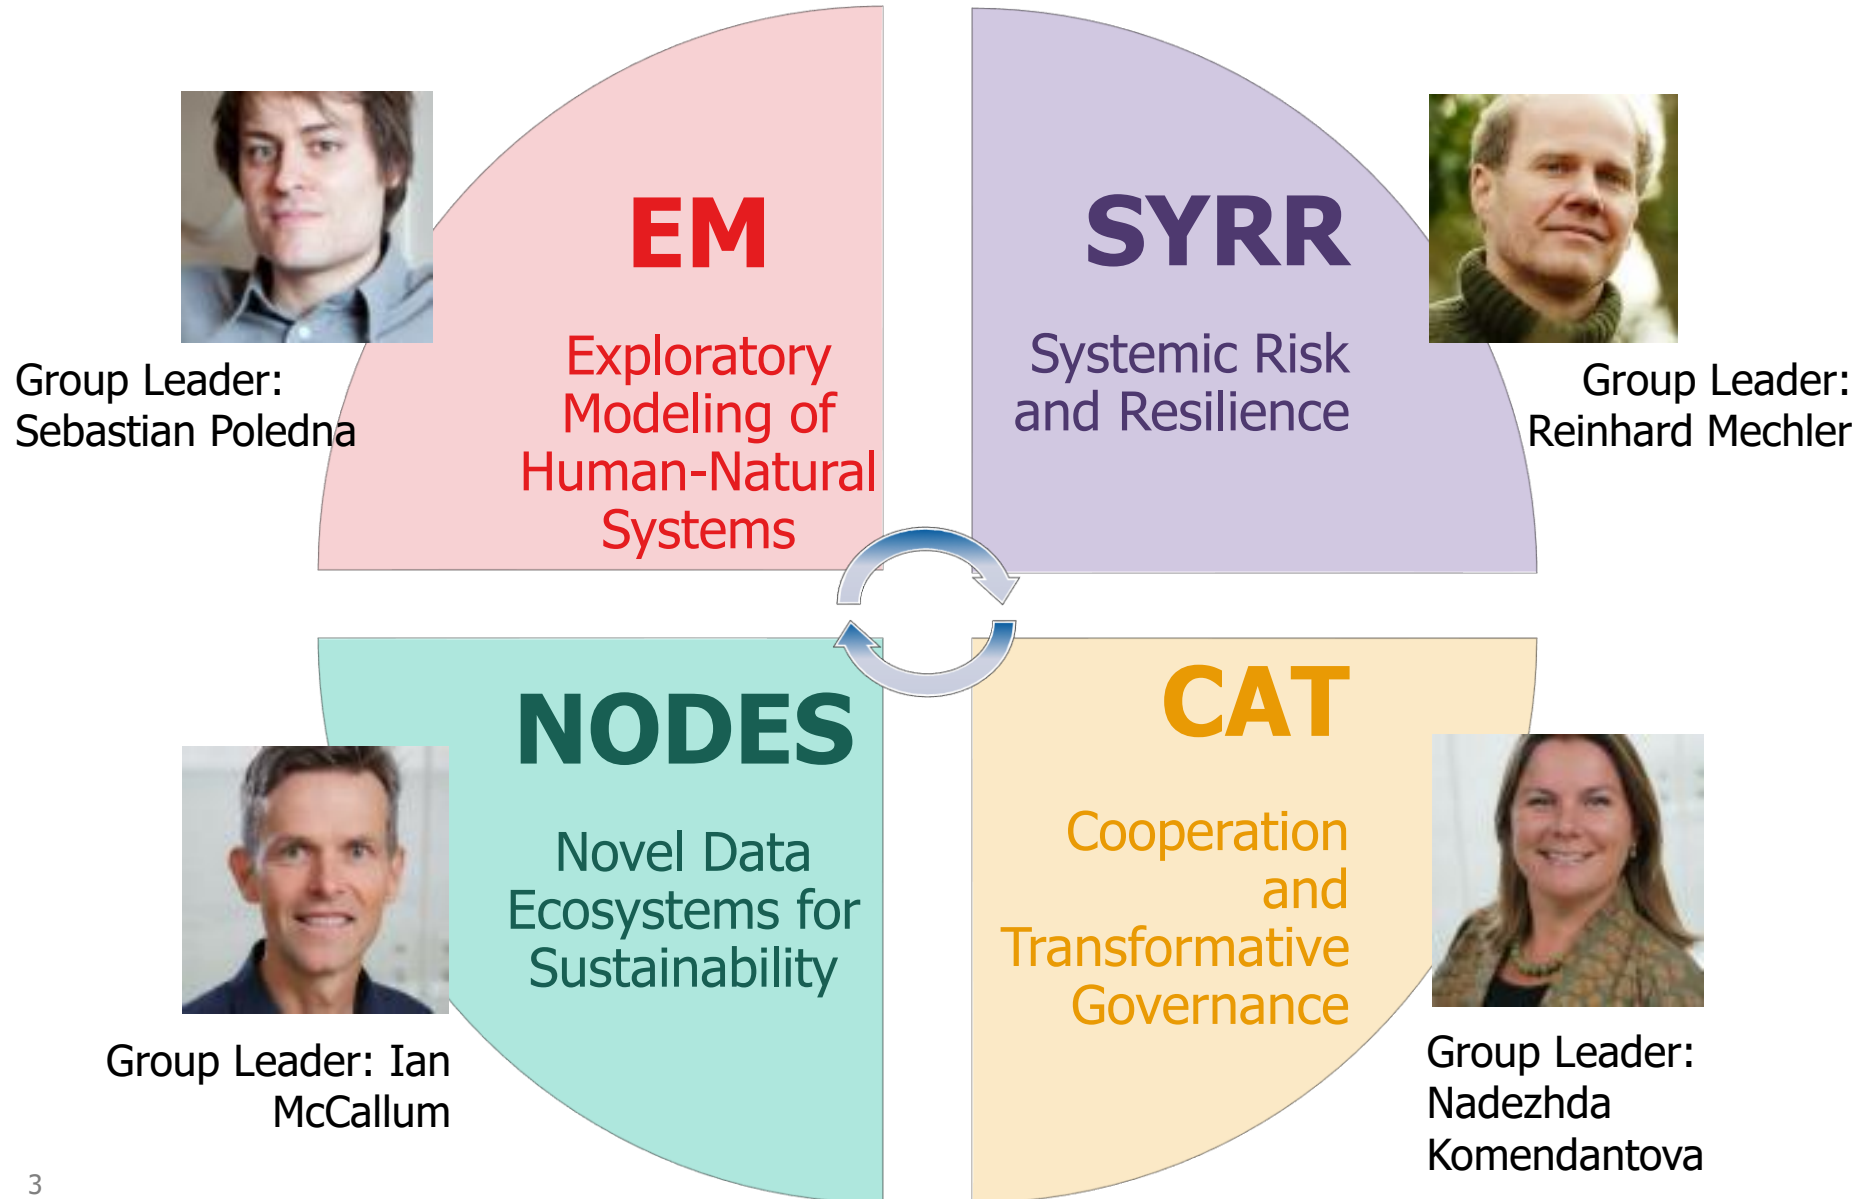 EM
Exploratory
Modeling of
Human-Natural
Systems
Group Leader:
Sebastian Poledna
SYRR
Systemic Risk
and Resilience
Group Leader:
Reinhard Mechler
NODES
Novel Data
Ecosystems for
Sustainability
Group Leader: Ian
McCallum
CAT
Cooperation
and
Transformative
Governance
Group Leader:
Nadezhda
Komendantova
3